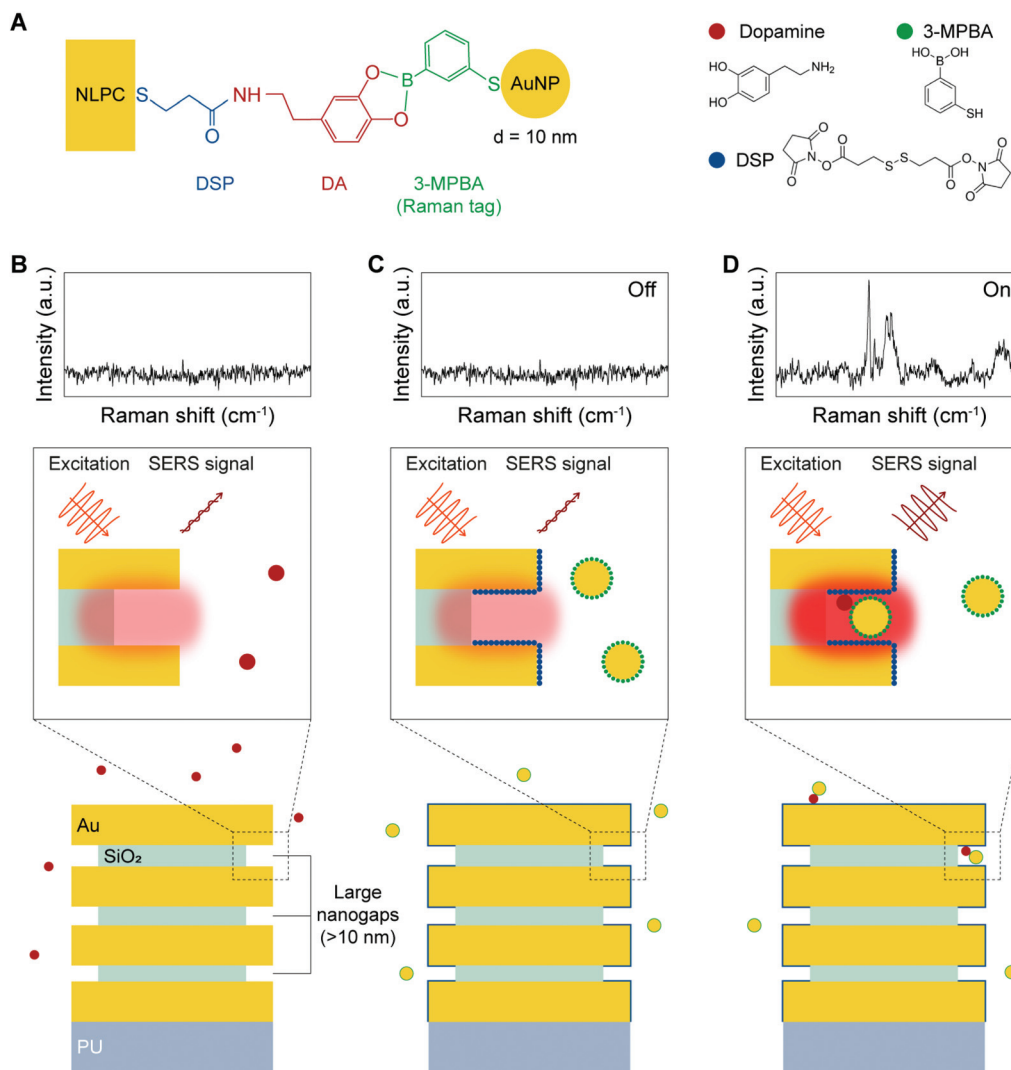 A
NLPC
S
NH
O
O
O
B
S
AuNP
d = 10 nm
DSP
DA
3-MPBA
(Raman tag)
Dopamine
HO
HO
NH₂
3-MPBA
HO OH
B
SH
DSP
O
N
O
O
O
S
S
O
O
O
N
O
B
Intensity (a.u.)
Raman shift (cm⁻¹)
Excitation SERS signal
Au
SiO₂
Large
nanogaps
(>10 nm)
PU
C
Off
Intensity (a.u.)
Raman shift (cm⁻¹)
Excitation SERS signal
D
On
Intensity (a.u.)
Raman shift (cm⁻¹)
Excitation SERS signal